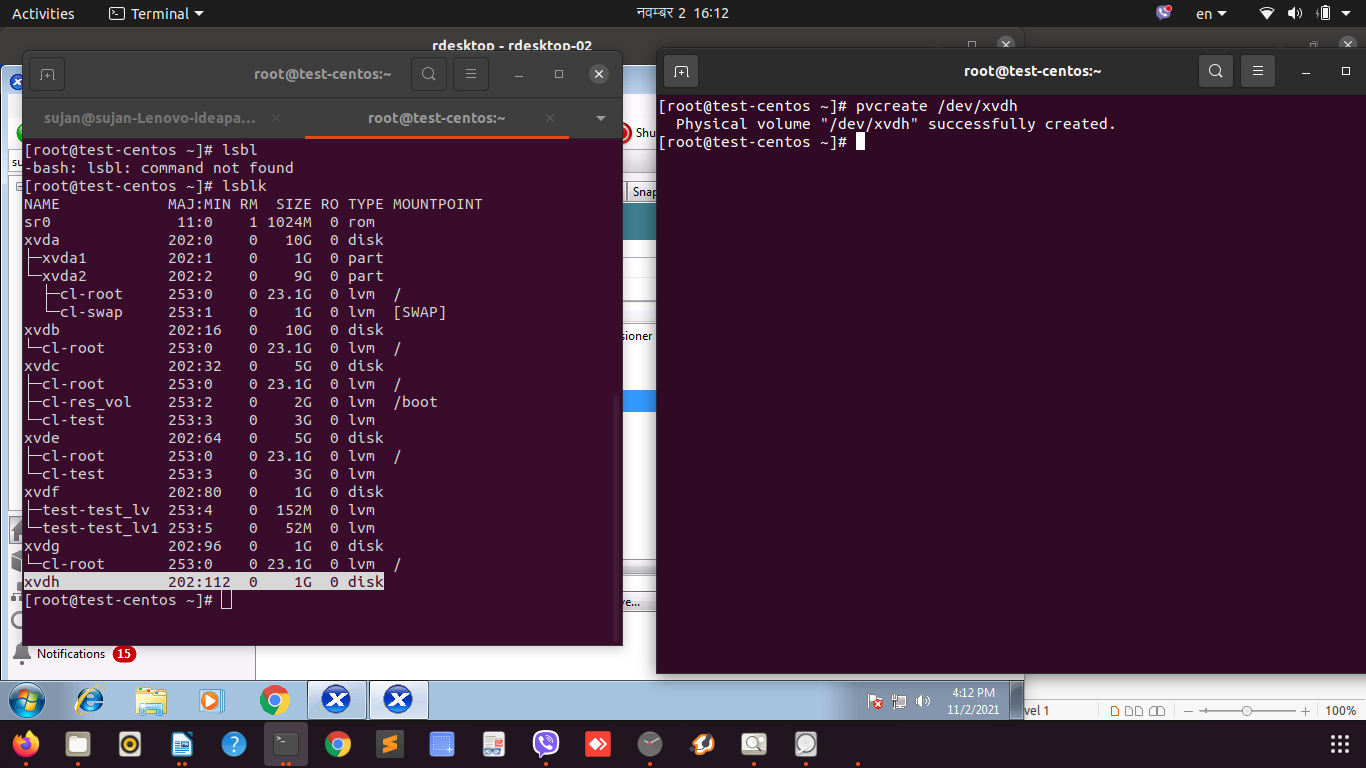 Activities
Terminal
नवम्बर 2 16:12
en
rdesktop - rdesktop-02
root@test-centos:~
sujan@sujan-Lenovo-ideapa...
root@test-centos:~
[root@test-centos ~]# lsbl
-bash: lsbl: command not found
[root@test-centos ~]# lsblk
NAME MAJ:MIN RM SIZE RO TYPE MOUNTPOINT
sr0 11:0 1 1024M 0 rom
xvda 202:0 0 10G 0 disk
├─xvda1 202:1 0 1G 0 part
└─xvda2 202:2 0 9G 0 part
├─cl-root 253:0 0 23.1G 0 lvm /
└─cl-swap 253:1 0 1G 0 lvm [SWAP]
xvdb 202:16 0 10G 0 disk
└─cl-root 253:0 0 23.1G 0 lvm /
xvdc 202:32 0 5G 0 disk
├─cl-root 253:0 0 23.1G 0 lvm /
├─cl-res_vol 253:2 0 2G 0 lvm /boot
└─cl-test 253:3 0 3G 0 lvm
xvde 202:64 0 5G 0 disk
├─cl-root 253:0 0 23.1G 0 lvm /
└─cl-test 253:3 0 3G 0 lvm
xvdf 202:80 0 1G 0 disk
├─test-test_lv 253:4 0 152M 0 lvm
└─test-test_lv1 253:5 0 52M 0 lvm
xvdg 202:96 0 1G 0 disk
└─cl-root 253:0 0 23.1G 0 lvm /
xvdh 202:112 0 1G 0 disk
[root@test-centos ~]#
root@test-centos:~
[root@test-centos ~]# pvcreate /dev/xvdh
Physical volume "/dev/xvdh" successfully created.
[root@test-centos ~]#
su
Shu
Snap
sioner
ve...
Notifications 15
4:12 PM
11/2/2021
vel 1
100%